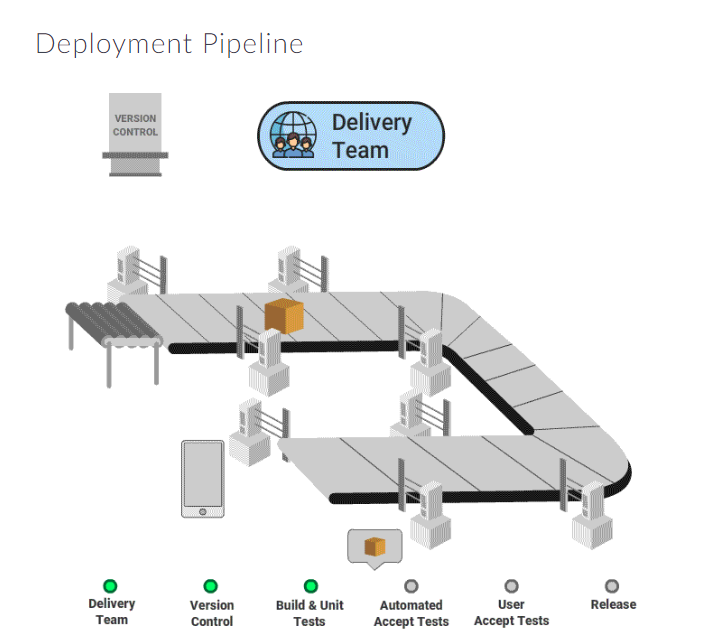 Deployment Pipeline
VERSION
CONTROL
Delivery
Team
Delivery
Team
Version
Control
Build & Unit
Tests
Automated
Accept Tests
User
Accept Tests
Release